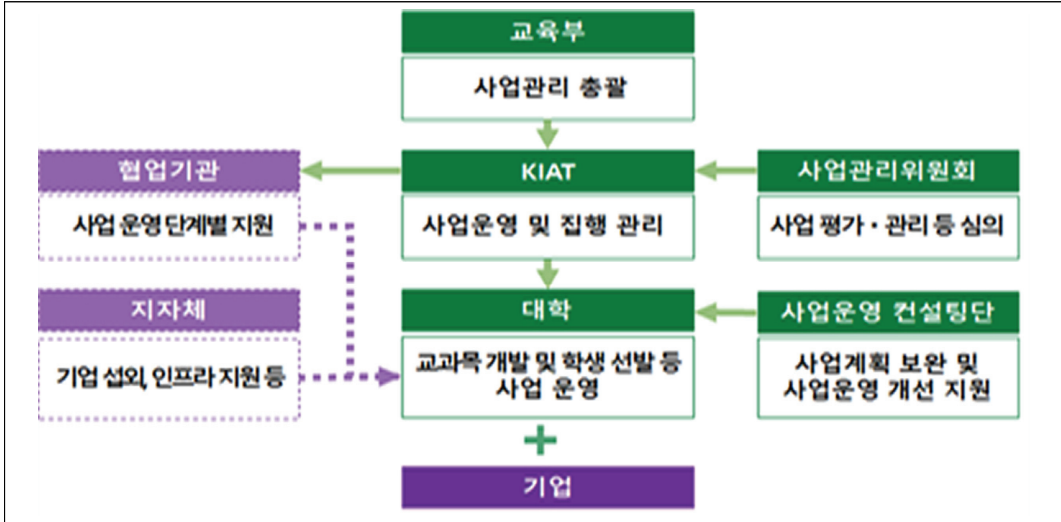 교육부
사업관리 총괄
협업기관
KIAT
사업관리위원회
사업 운영 단계별 지원
사업운영 및 집행 관리
사업 평가・관리 등 심의
지자체
대학
사업운영 컨설팅단
기업 섭외, 인프라 지원 등
교과목 개발 및 학생 선발 등
사업 운영
사업계획 보완 및
사업운영 개선 지원
기업